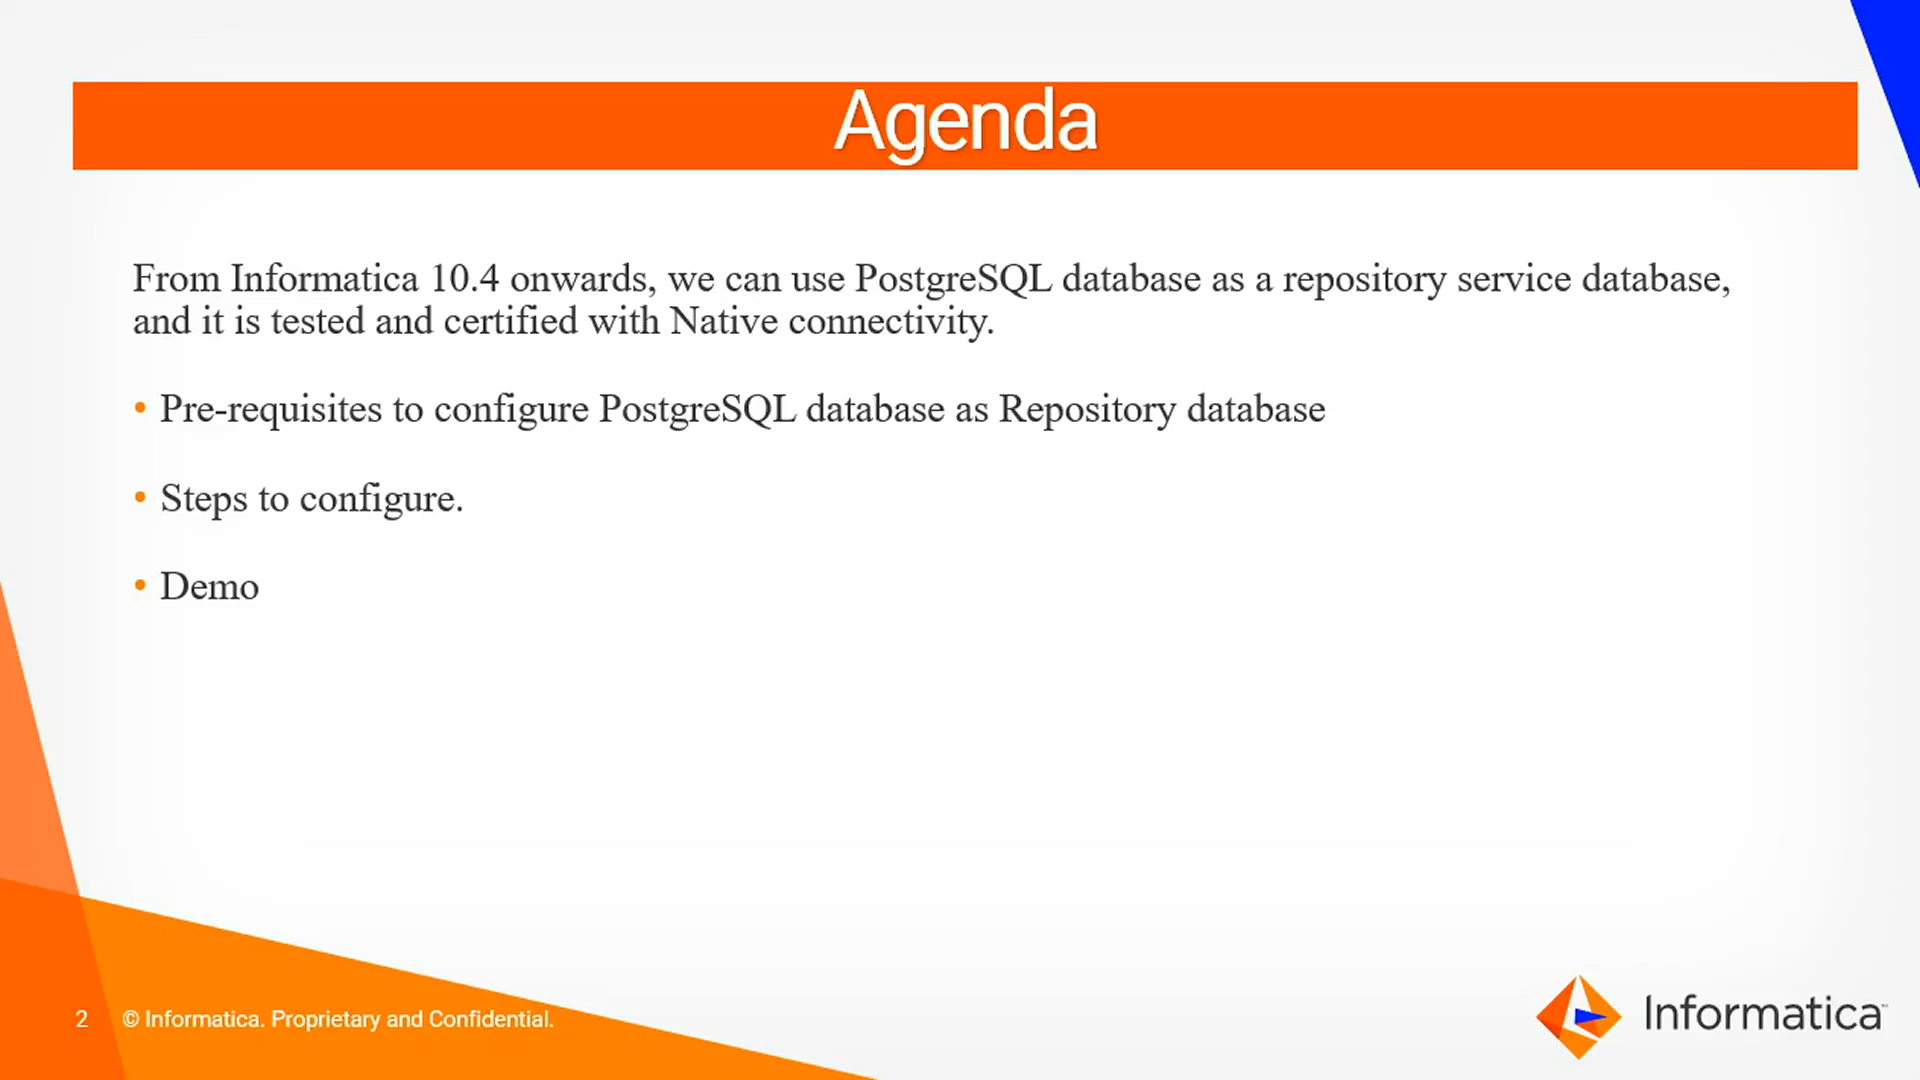 Agenda
From Informatica 10.4 onwards, we can use PostgreSQL database as a repository service database,
and it is tested and certified with Native connectivity.
• Pre-requisites to configure PostgreSQL database as Repository database
• Steps to configure.
• Demo
2 © Informatica. Proprietary and Confidential.
Informatica™